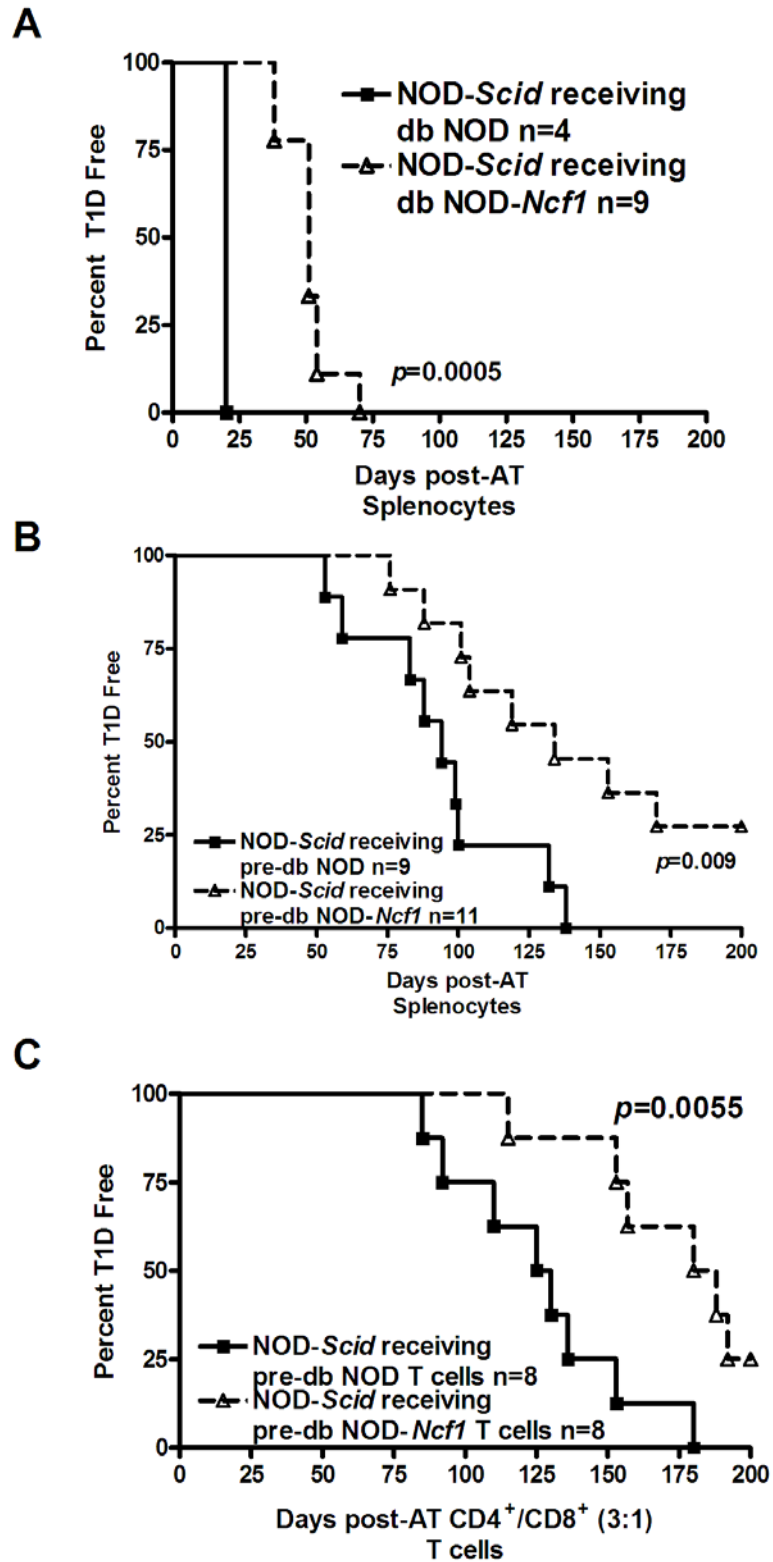 A
100
75
50
25
0
Percent T1D Free
NOD-Scid receiving
db NOD n=4
NOD-Scid receiving
db NOD-Ncf1 n=9
p=0.0005
0 25 50 75 100 125 150 175 200
Days post-AT
Splenocytes
B
100
75
50
25
0
Percent T1D Free
NOD-Scid receiving
pre-db NOD n=9
NOD-Scid receiving
pre-db NOD-Ncf1 n=11
p=0.009
0 25 50 75 100 125 150 175 200
Days post-AT
Splenocytes
C
100
75
50
25
0
Percent T1D Free
p=0.0055
NOD-Scid receiving
pre-db NOD T cells n=8
NOD-Scid receiving
pre-db NOD-Ncf1 T cells n=8
0 25 50 75 100 125 150 175 200
Days post-AT CD4⁺/CD8⁺ (3:1)
T cells